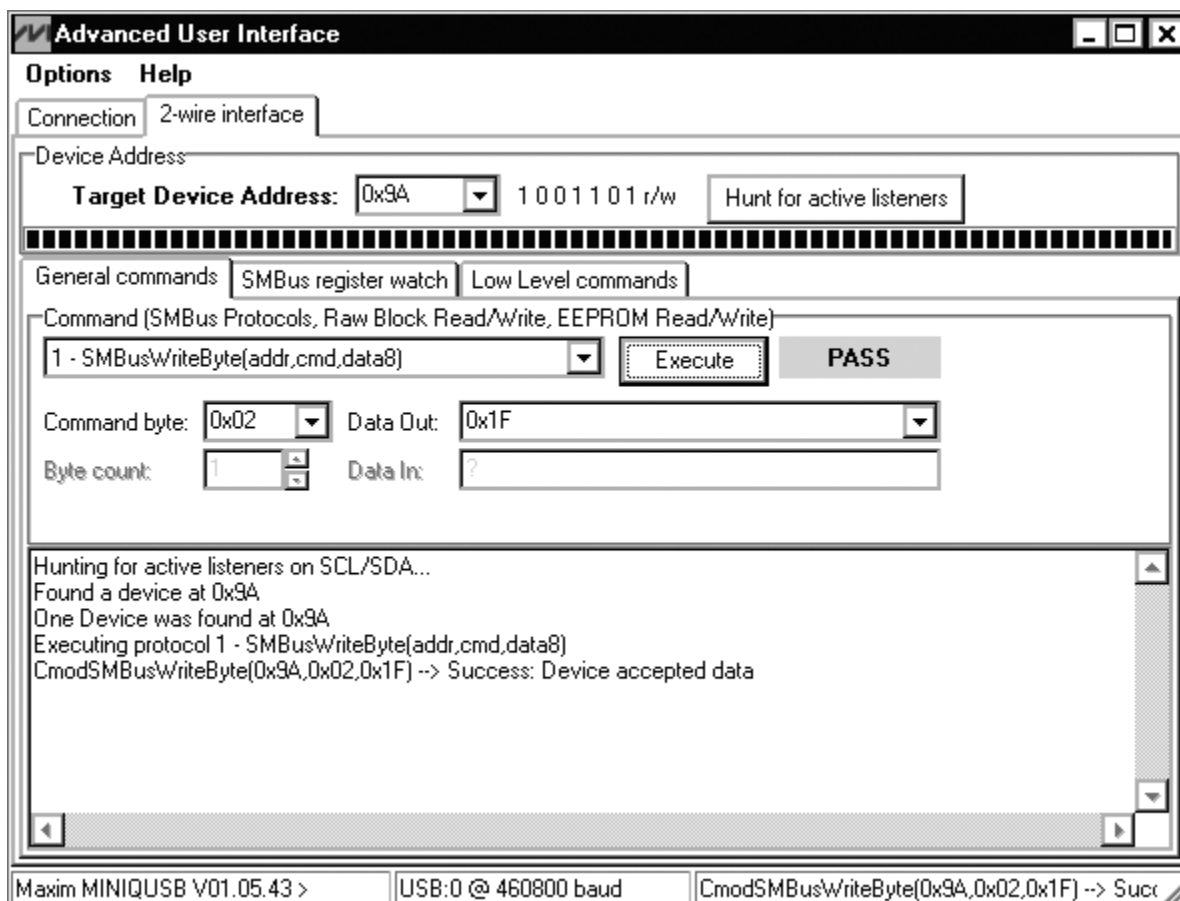 Advanced User Interface
Options Help
Connection 2-wire interface
Device Address
Target Device Address: 0x9A 1 0 0 1 1 0 1 r/w Hunt for active listeners
General commands SMBus register watch Low Level commands
Command (SMBus Protocols, Raw Block Read/Write, EEPROM Read/Write)
1 - SMBusWriteByte(addr,cmd,data8) Execute PASS
Command byte: 0x02 Data Out: 0x1F
Byte count: 1 Data In: ?
Hunting for active listeners on SCL/SDA...
Found a device at 0x9A
One Device was found at 0x9A
Executing protocol 1 - SMBusWriteByte(addr,cmd,data8)
CmodSMBusWriteByte(0x9A,0x02,0x1F) --> Success: Device accepted data
Maxim MINIQUSB V01.05.43 > USB:0 @ 460800 baud CmodSMBusWriteByte(0x9A,0x02,0x1F) --> Succ